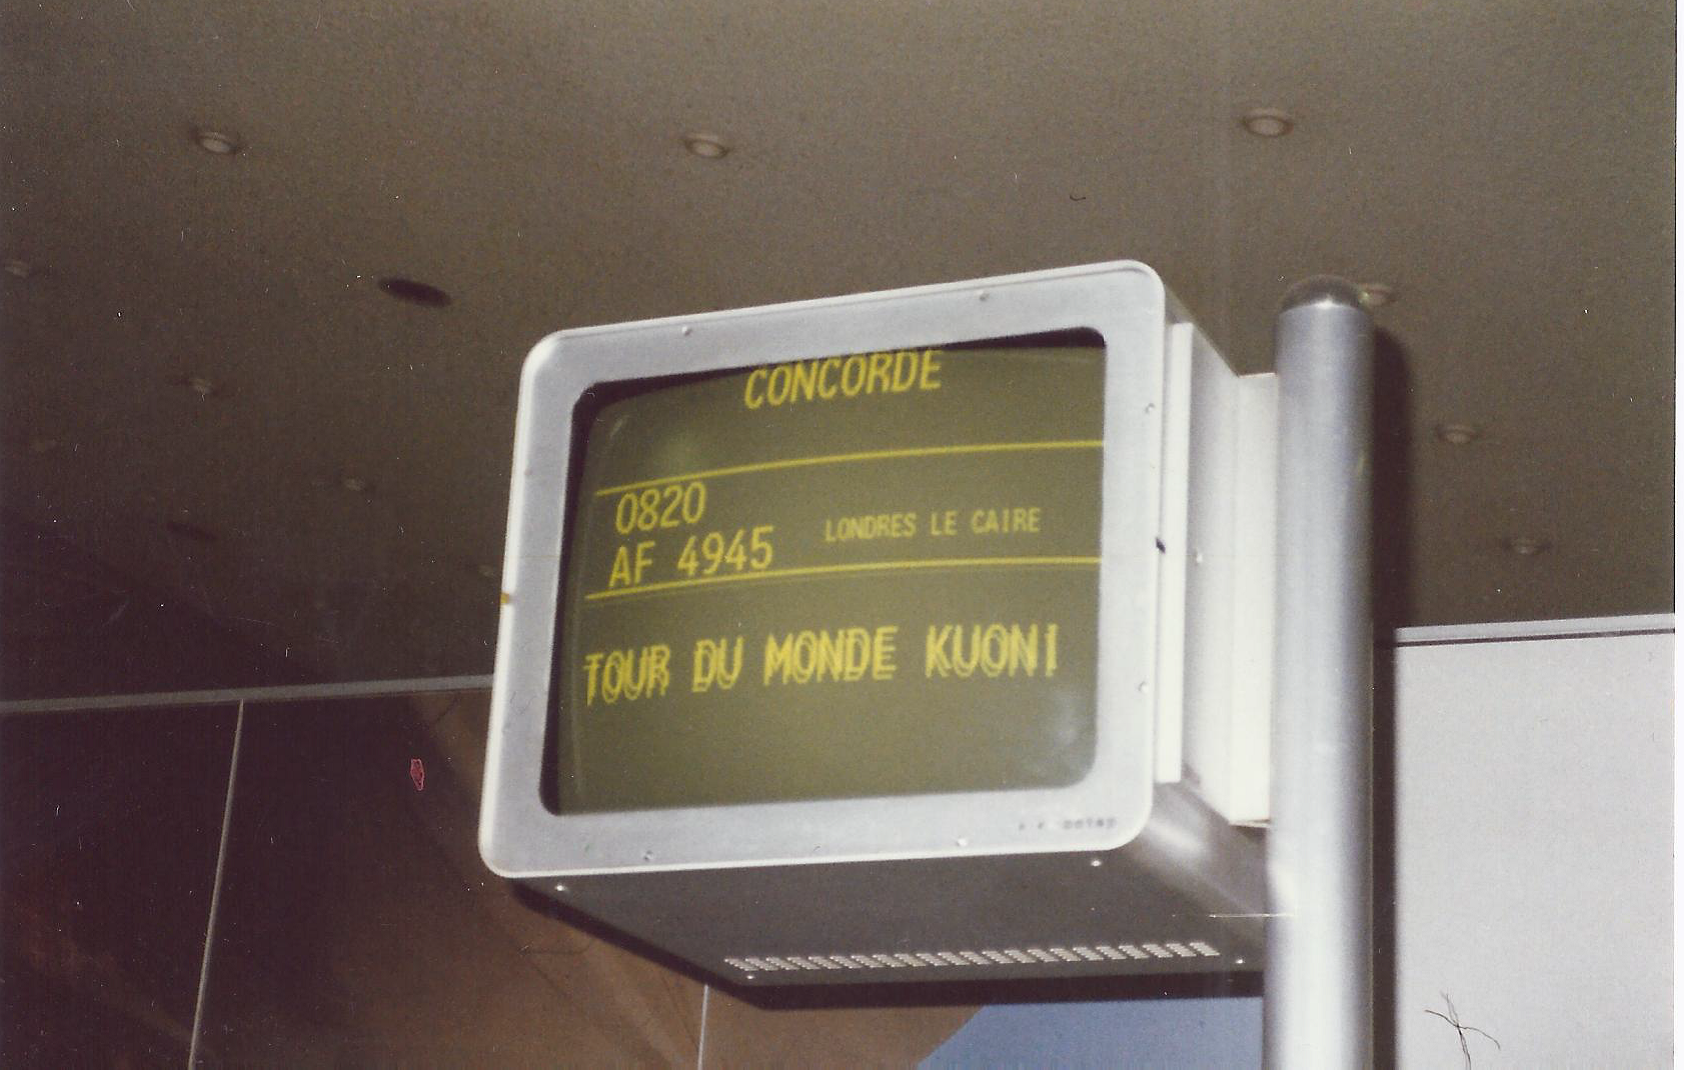 CONCORDE
0820
AF 4945 LONDRES LE CAIRE
TOUR DU MONDE KUONI